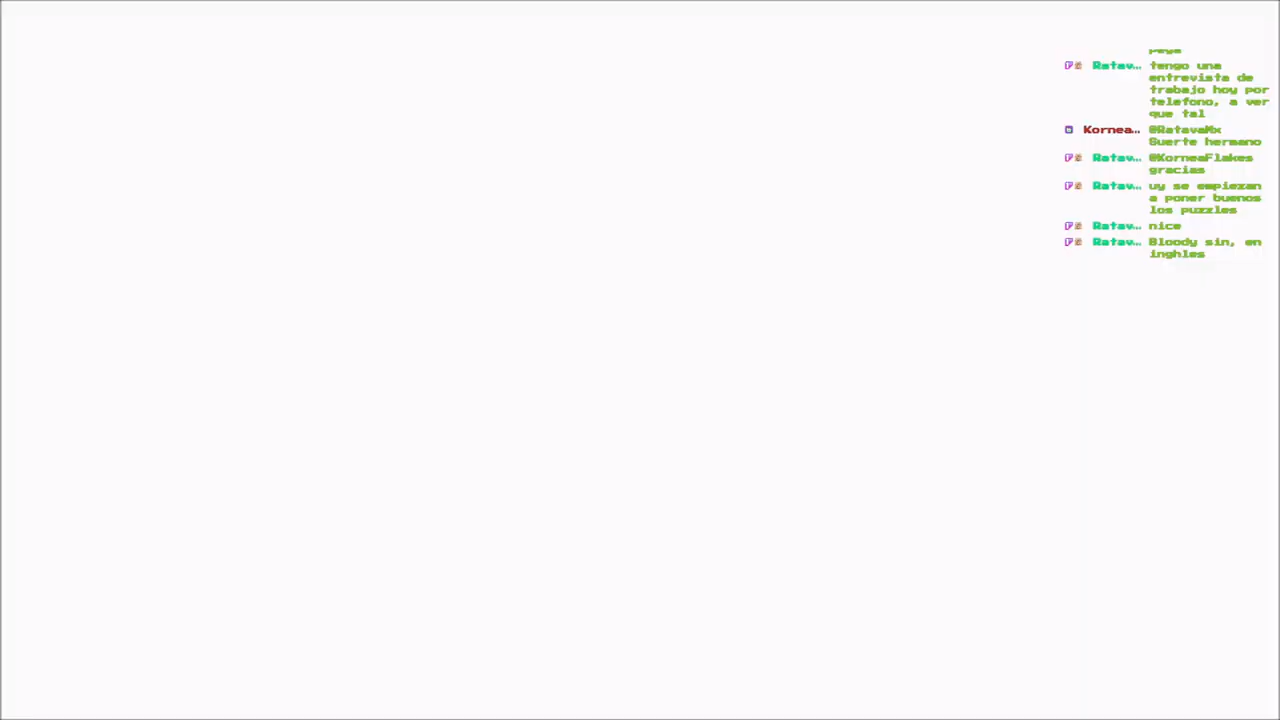 Ratav… tengo una
entrevista de
trabajo hoy por
telefono, a ver
que tal
Kornea… @RatavaMx
Suerte hermano
Ratav… @KorneaFlakes
gracias
Ratav… uy se empiezan
a poner buenos
los puzzles
Ratav… nice
Ratav… Bloody sin, en
inghles